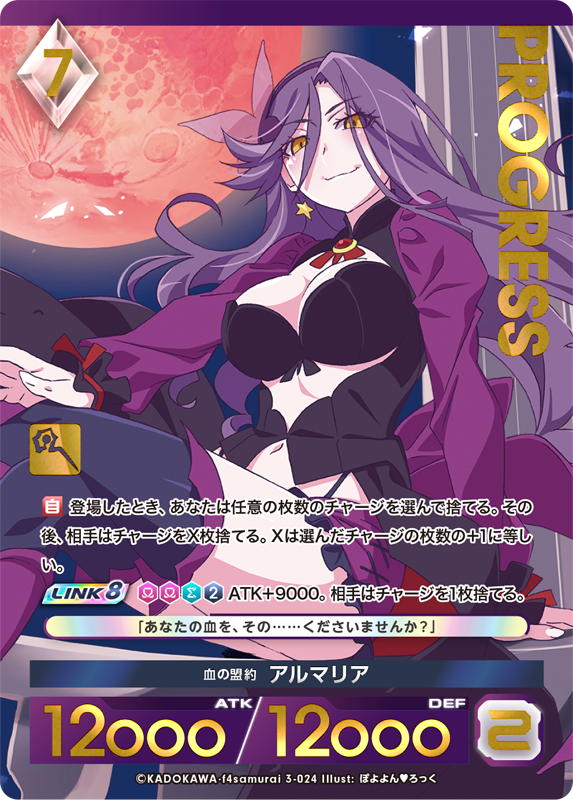 7
PROGRESS
自 登場したとき、あなたは任意の枚数のチャージを選んで捨てる。その
後、相手はチャージをX枚捨てる。Xは選んだチャージの枚数の+1に等し
い。
LINK 8 Ω Ω Σ 2 ATK+9000。相手はチャージを1枚捨てる。
「あなたの血を、その……くださいませんか?」
血の盟約 アルマリア
ATK DEF
12000/12000 2
©KADOKAWA-f4samurai 3-024 Illust: ぽよよん♥ろっく